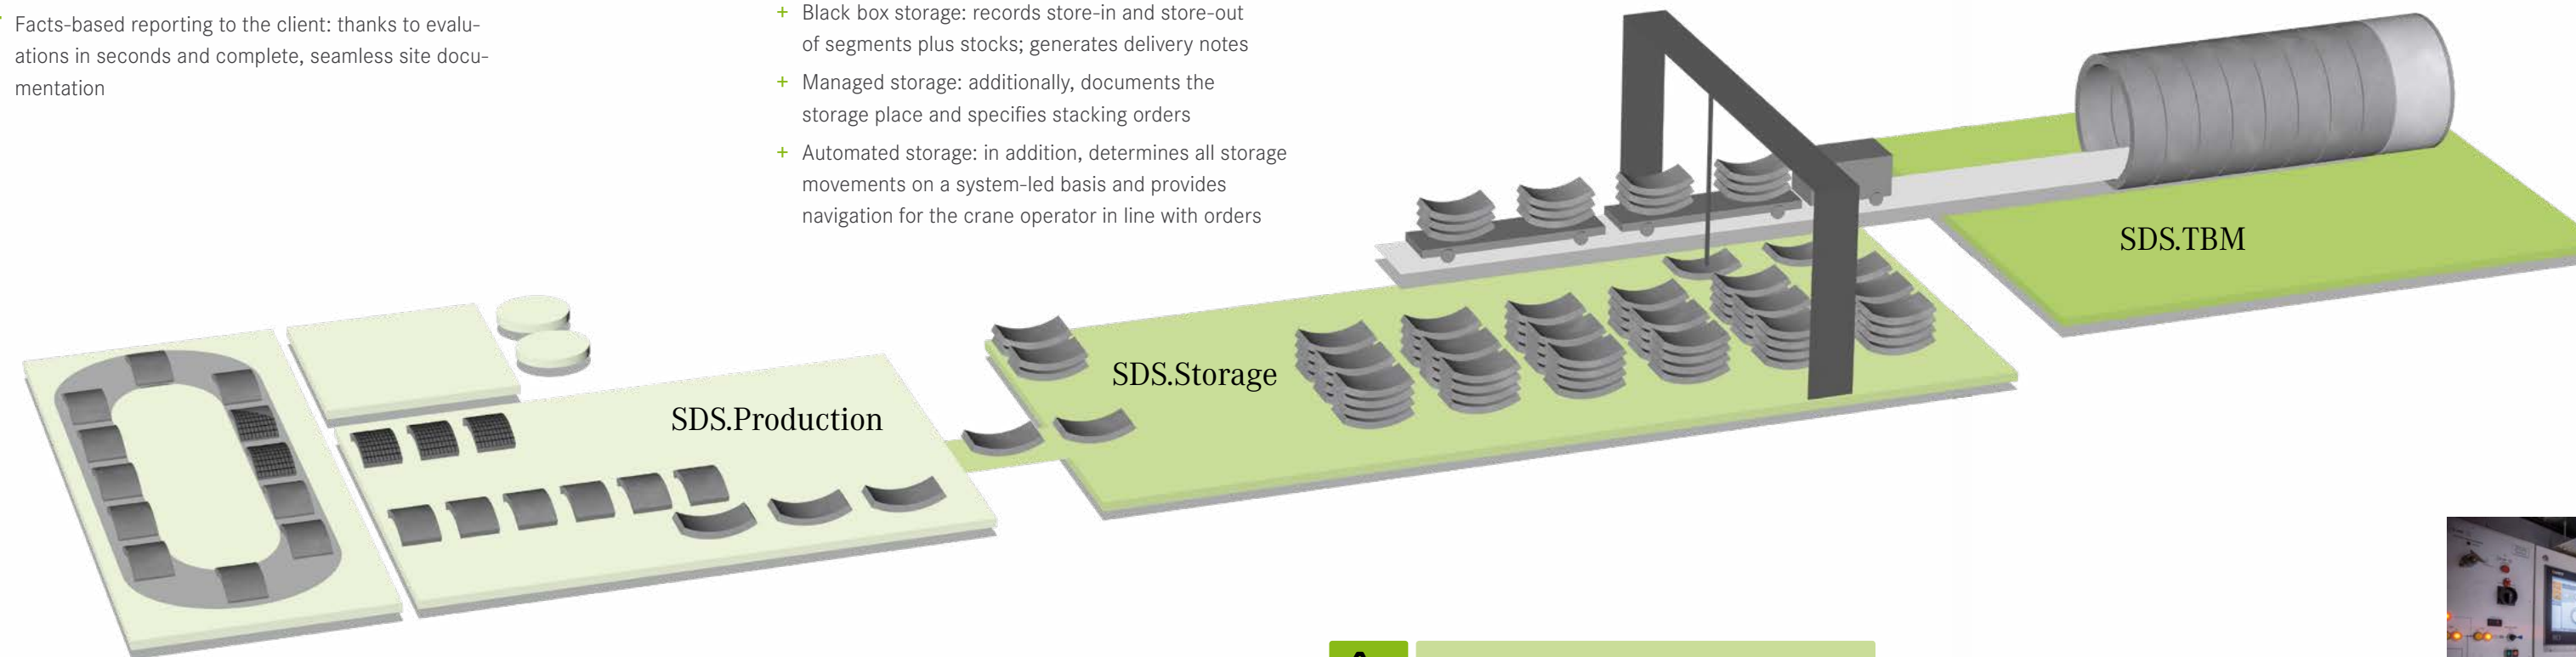 Facts-based reporting to the client: thanks to evalu-
ations in seconds and complete, seamless site docu-
mentation
+ Black box storage: records store-in and store-out
of segments plus stocks; generates delivery notes
+ Managed storage: additionally, documents the
storage place and specifies stacking orders
+ Automated storage: in addition, determines all storage
movements on a system-led basis and provides
navigation for the crane operator in line with orders
SDS.TBM
SDS.Storage
SDS.Production